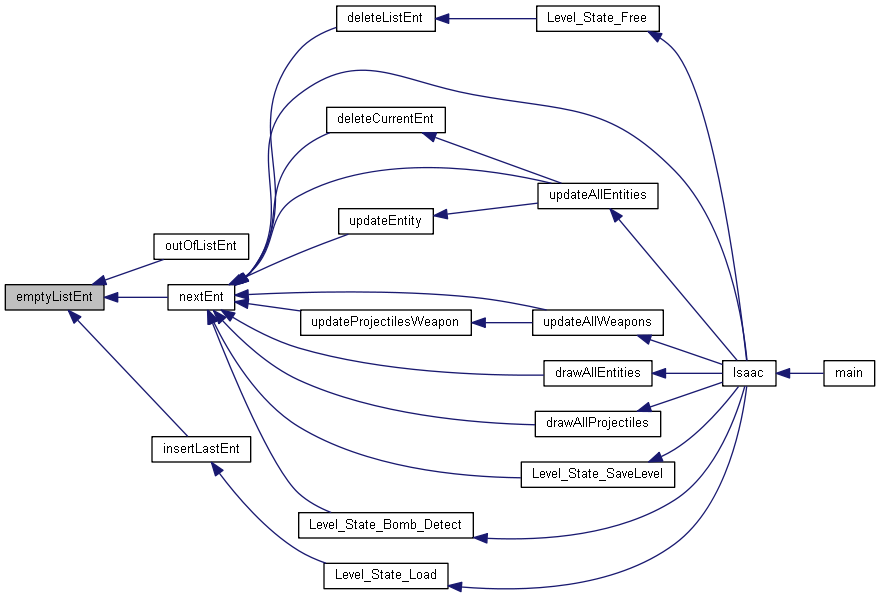 deleteListEnt
Level_State_Free
deleteCurrentEnt
updateAllEntities
updateEntity
outOfListEnt
emptyListEnt
nextEnt
updateProjectilesWeapon
updateAllWeapons
drawAllEntities
Isaac
main
drawAllProjectiles
insertLastEnt
Level_State_SaveLevel
Level_State_Bomb_Detect
Level_State_Load